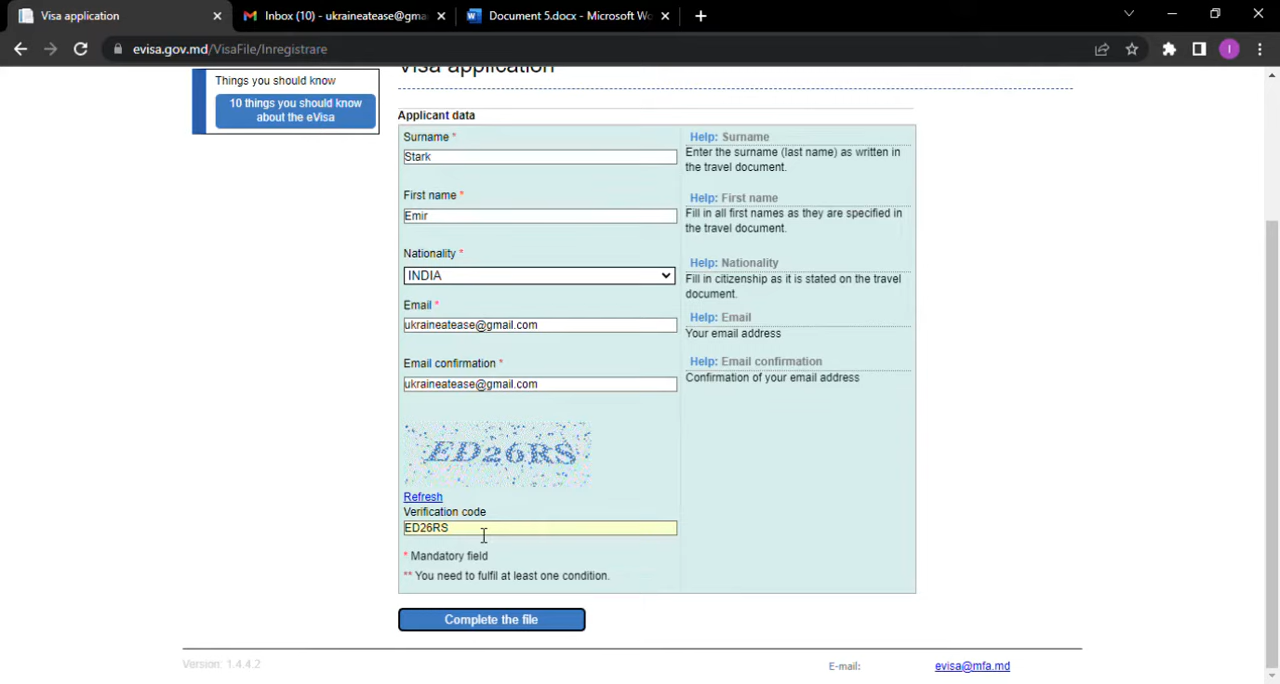 Visa application
Inbox (10) - ukraineatease@gma
Document 5.docx - Microsoft Wo
evisa.gov.md/VisaFile/Inregistrare
I
Visa application
Things you should know
10 things you should know
about the eVisa
Applicant data
Surname *
Stark
Help: Surname
Enter the surname (last name) as written in
the travel document.
First name *
Emir
Help: First name
Fill in all first names as they are specified in
the travel document.
Nationality *
INDIA
Help: Nationality
Fill in citizenship as it is stated on the travel
document.
Email *
ukraineatease@gmail.com
Help: Email
Your email address
Email confirmation *
ukraineatease@gmail.com
Help: Email confirmation
Confirmation of your email address
ED26RS
Refresh
Verification code
ED26RS
* Mandatory field
** You need to fulfil at least one condition.
Complete the file
Version: 1.4.4.2
E-mail:
evisa@mfa.md